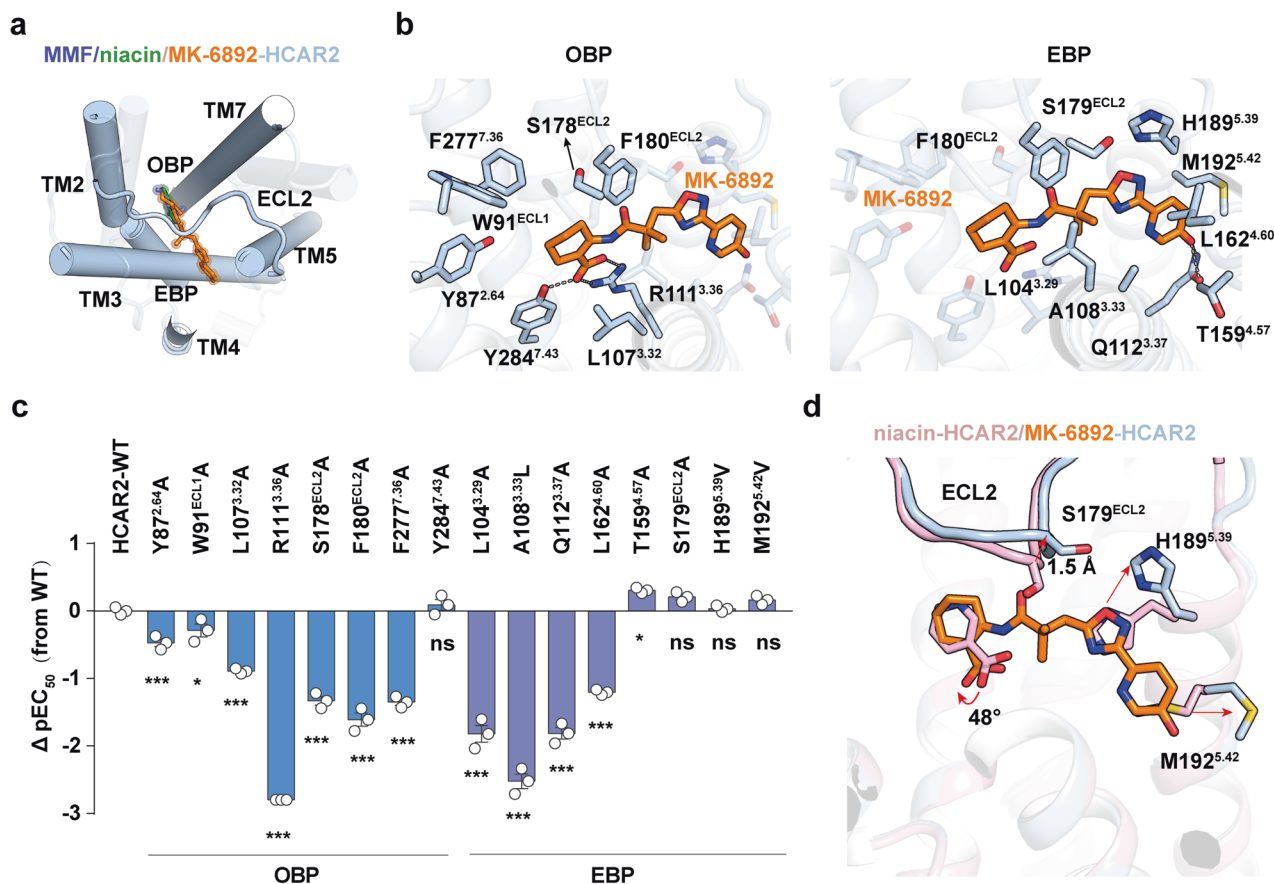 a
MMF/niacin/MK-6892-HCAR2
TM7
OBP
TM2
ECL2
TM5
TM3
EBP
TM4
b
OBP
EBP
S178ECL2
F2777.36
F180ECL2
MK-6892
W91ECL1
Y872.64
R1113.36
Y2847.43
L1073.32
S179ECL2
H1895.39
F180ECL2
M1925.42
MK-6892
L1624.60
L1043.29
A1083.33
T1594.57
Q1123.37
c
HCAR2-WT
Y872.64A
W91ECL1A
L1073.32A
R1113.36A
S178ECL2A
F180ECL2A
F2777.36A
Y2847.43A
L1043.29A
A1083.33L
Q1123.37A
L1624.60A
T1594.57A
S179ECL2A
H1895.39V
M1925.42V
Δ pEC50 (from WT)
1
0
-1
-2
-3
***
*
***
***
***
***
***
ns
***
***
***
***
*
ns
ns
ns
OBP
EBP
d
niacin-HCAR2/MK-6892-HCAR2
ECL2
S179ECL2
H1895.39
1.5 Å
48°
M1925.42